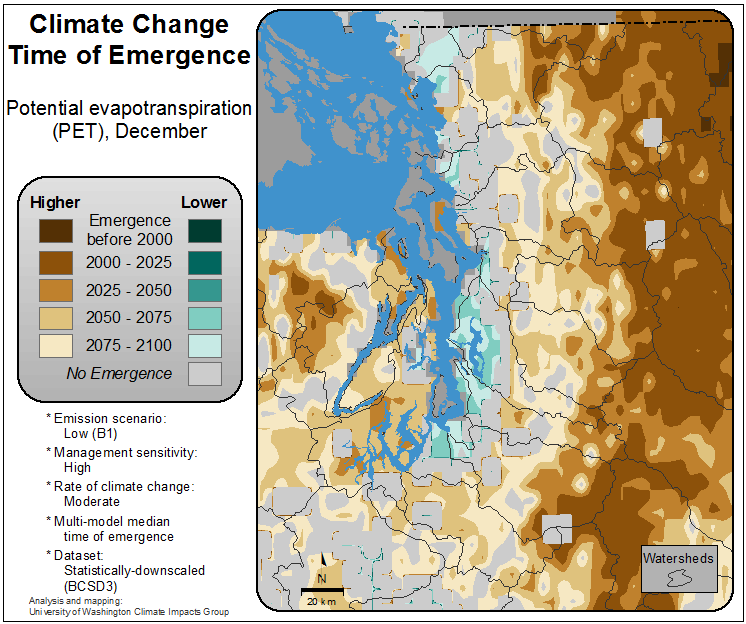 Climate Change
Time of Emergence
Potential evapotranspiration
(PET), December
Higher Lower
Emergence
before 2000
2000 - 2025
2025 - 2050
2050 - 2075
2075 - 2100
No Emergence
* Emission scenario:
Low (B1)
* Management sensitivity:
High
* Rate of climate change:
Moderate
* Multi-model median
time of emergence
* Dataset:
Statistically-downscaled
(BCSD3)
Analysis and mapping:
University of Washington Climate Impacts Group
N
20 km
Watersheds